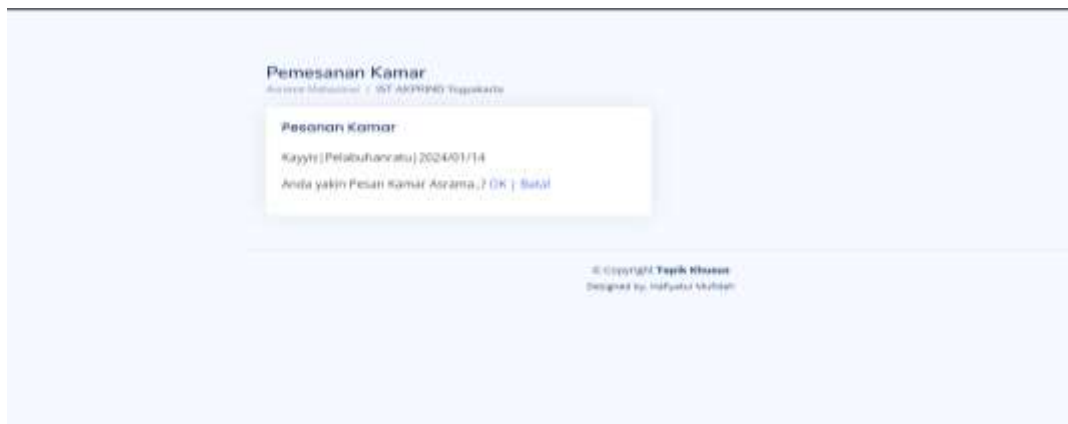 Pemesanan Kamar
Asrama Mahasiswa / IST AKPRIND Yogyakarta
Pesanan Kamar
Kayyis|Pelabuhanratu|2024/01/14
Anda yakin Pesan Kamar Asrama..? OK | Batal
© Copyright Topik Khusus
Designed by